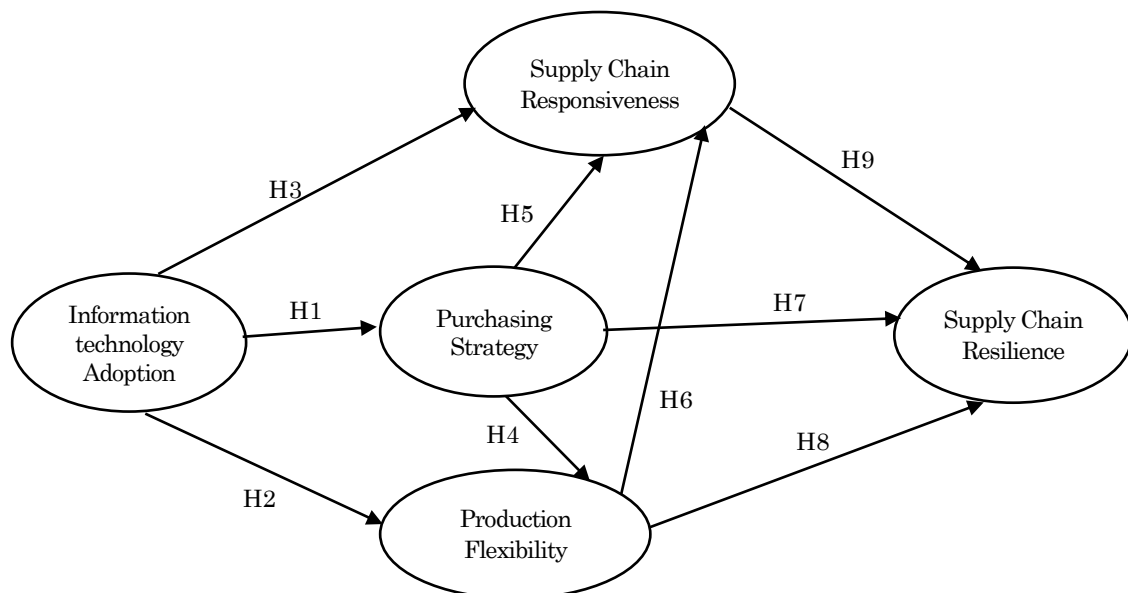 Supply Chain
Responsiveness
H9
H3
H5
H1
H7
Information
technology
Adoption
Purchasing
Strategy
Supply Chain
Resilience
H6
H4
H8
H2
Production
Flexibility